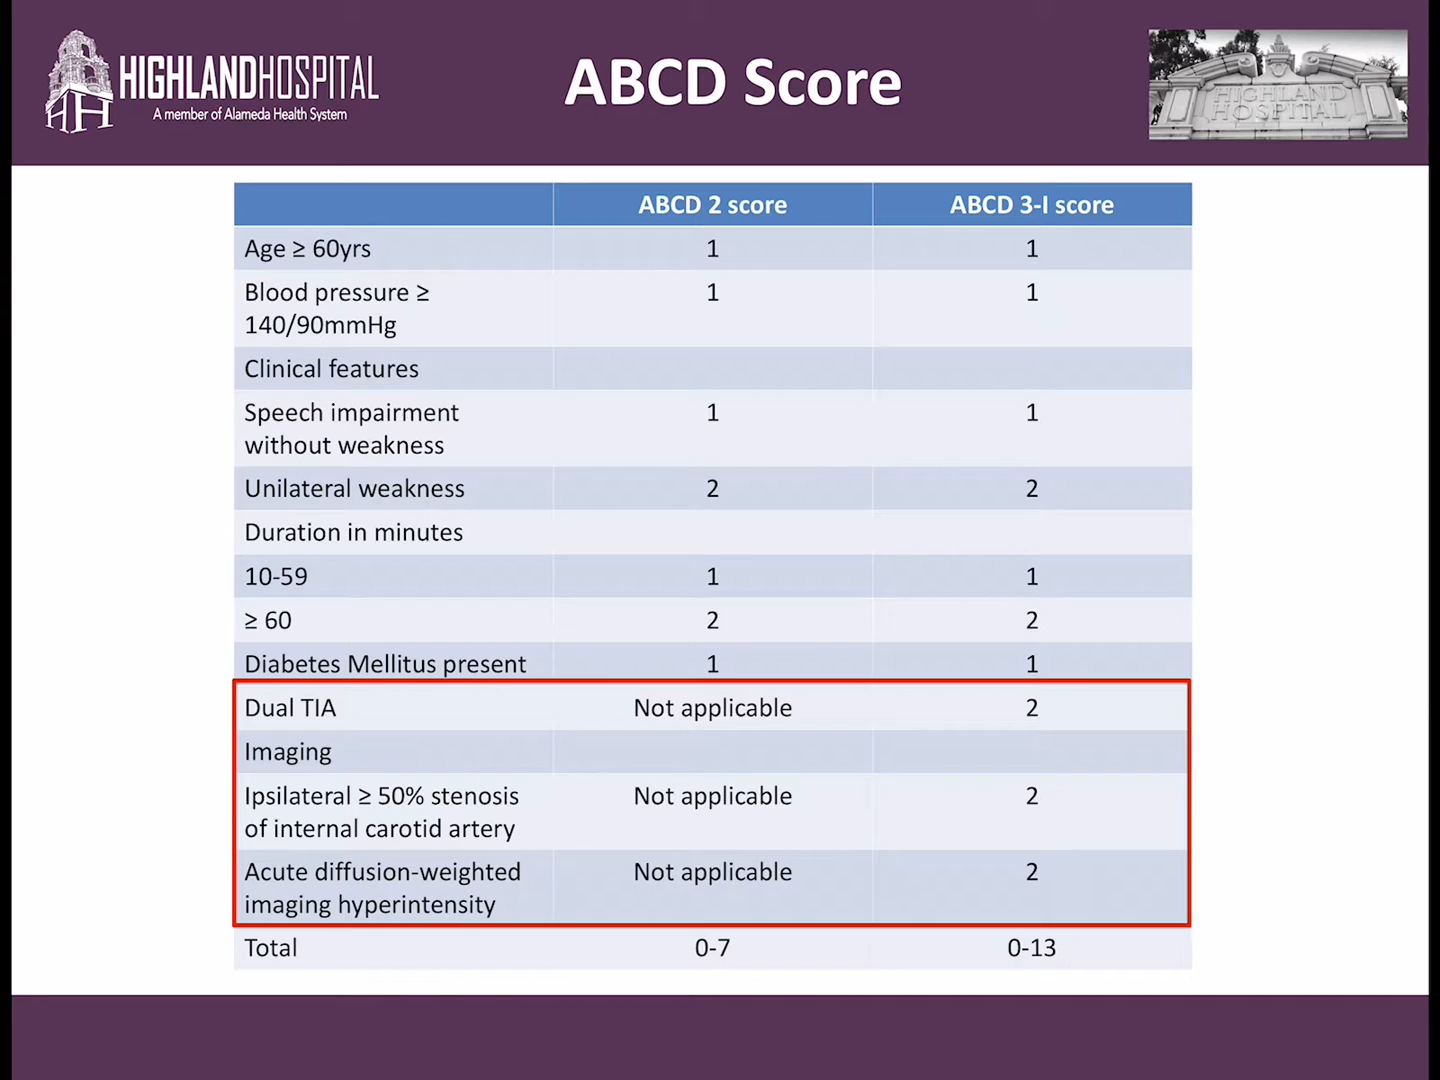 HIGHLANDHOSPITAL
A member of Alameda Health System
ABCD Score
HIGHLAND
HOSPITAL
ABCD 2 score ABCD 3-I score
Age ≥ 60yrs 1 1
Blood pressure ≥ 1 1
140/90mmHg
Clinical features
Speech impairment 1 1
without weakness
Unilateral weakness 2 2
Duration in minutes
10-59 1 1
≥ 60 2 2
Diabetes Mellitus present 1 1
Dual TIA Not applicable 2
Imaging
Ipsilateral ≥ 50% stenosis Not applicable 2
of internal carotid artery
Acute diffusion-weighted Not applicable 2
imaging hyperintensity
Total 0-7 0-13